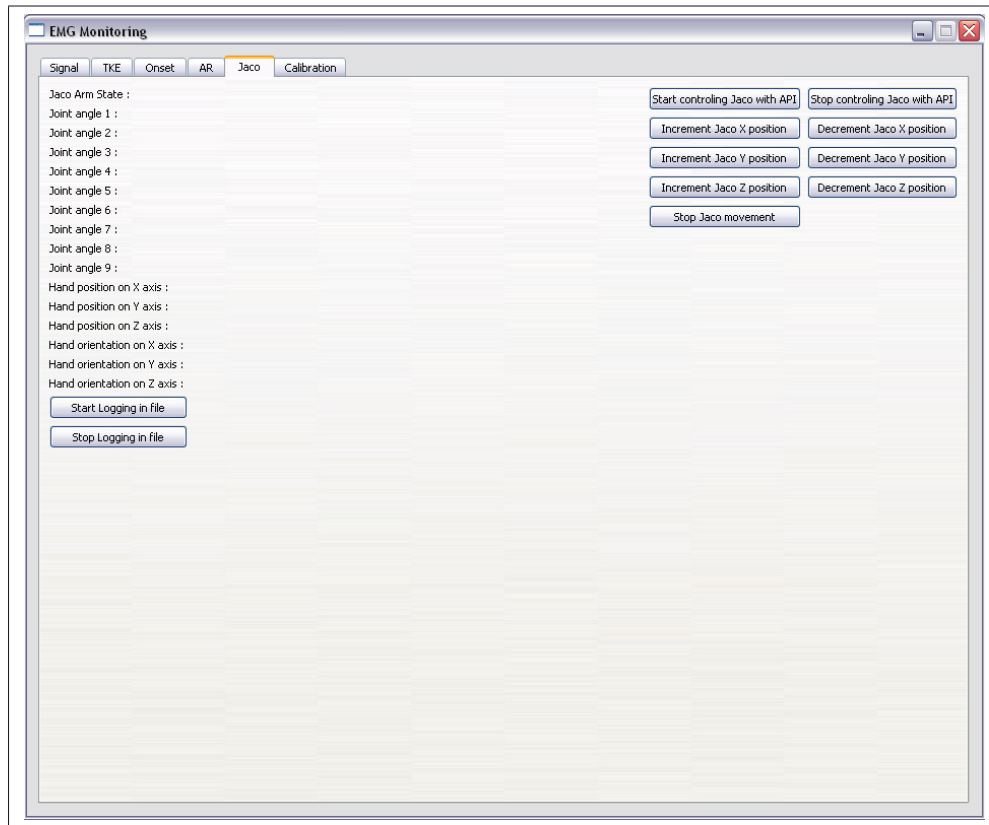 EMG Monitoring
Signal TKE Onset AR Jaco Calibration
Jaco Arm State :
Joint angle 1 :
Joint angle 2 :
Joint angle 3 :
Joint angle 4 :
Joint angle 5 :
Joint angle 6 :
Joint angle 7 :
Joint angle 8 :
Joint angle 9 :
Hand position on X axis :
Hand position on Y axis :
Hand position on Z axis :
Hand orientation on X axis :
Hand orientation on Y axis :
Hand orientation on Z axis :
Start Logging in file
Stop Logging in file
Start controling Jaco with API Stop controling Jaco with API
Increment Jaco X position Decrement Jaco X position
Increment Jaco Y position Decrement Jaco Y position
Increment Jaco Z position Decrement Jaco Z position
Stop Jaco movement